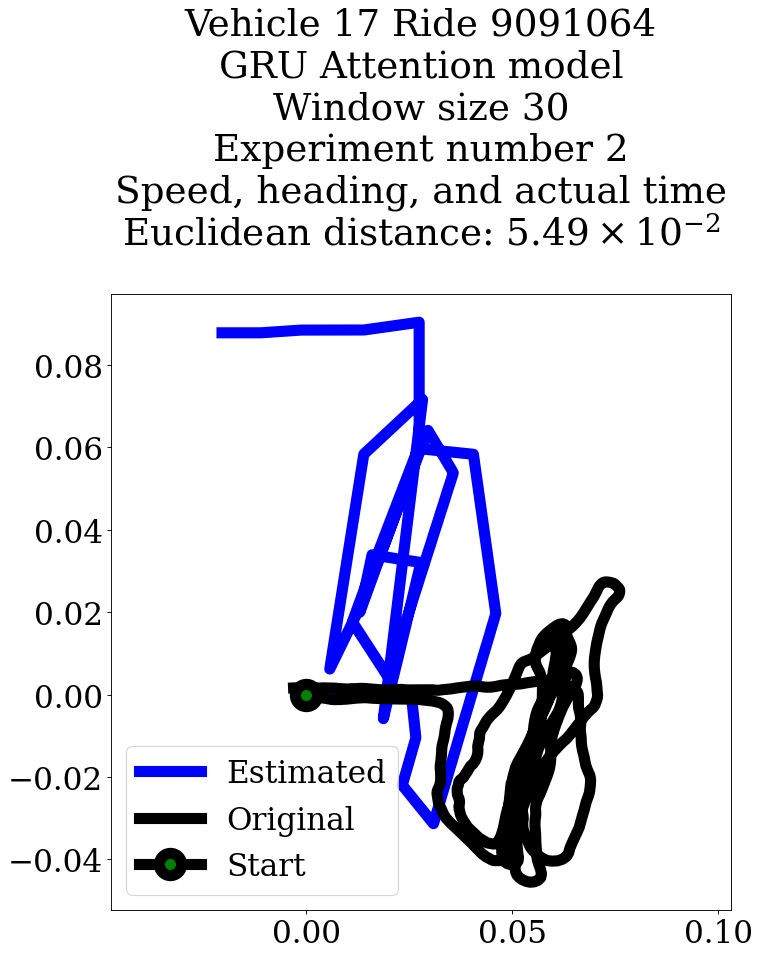 Vehicle 17 Ride 9091064
GRU Attention model
Window size 30
Experiment number 2
Speed, heading, and actual time
Euclidean distance: 5.49 × 10⁻²
0.08
0.06
0.04
0.02
0.00
−0.02
−0.04
Estimated
Original
Start
0.00 0.05 0.10